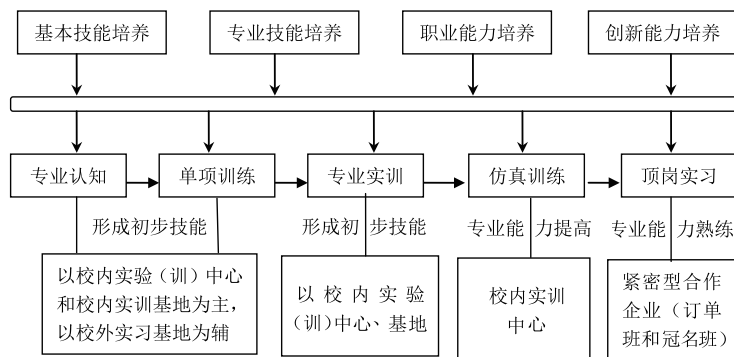 基本技能培养
专业技能培养
职业能力培养
创新能力培养
专业认知
单项训练
专业实训
仿真训练
顶岗实习
形成初步技能
形成初步技能
专业能力提高
专业能力熟练
以校内实验（训）中心
和校内实训基地为主，
以校外实习基地为辅
以校内实验
（训）中心、基地
校内实训
中心
紧密型合作
企业（订单
班和冠名班）